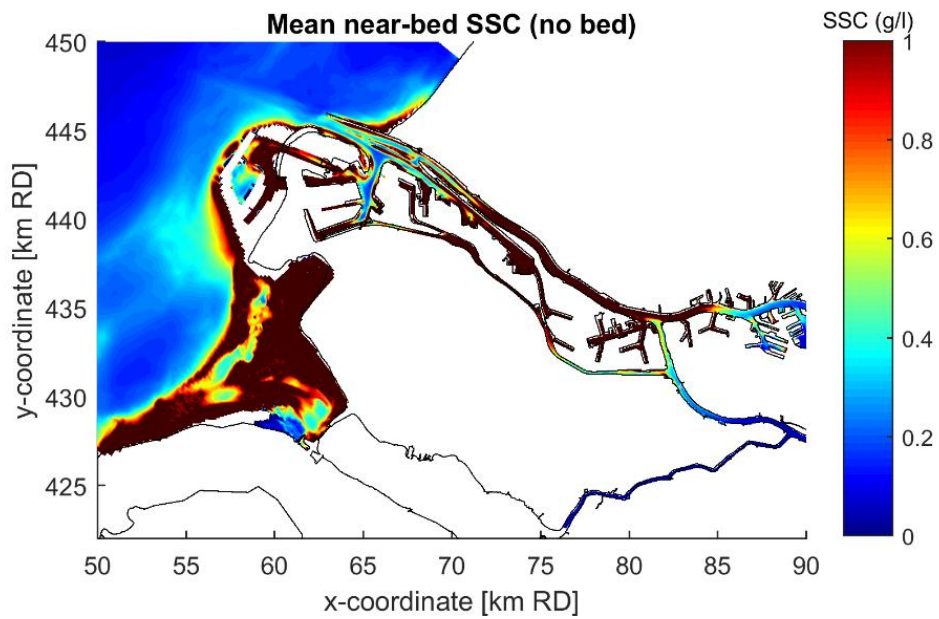 Mean near-bed SSC (no bed)
SSC (g/l)
450
445
440
435
430
425
y-coordinate [km RD]
50 55 60 65 70 75 80 85 90
x-coordinate [km RD]
1
0.8
0.6
0.4
0.2
0